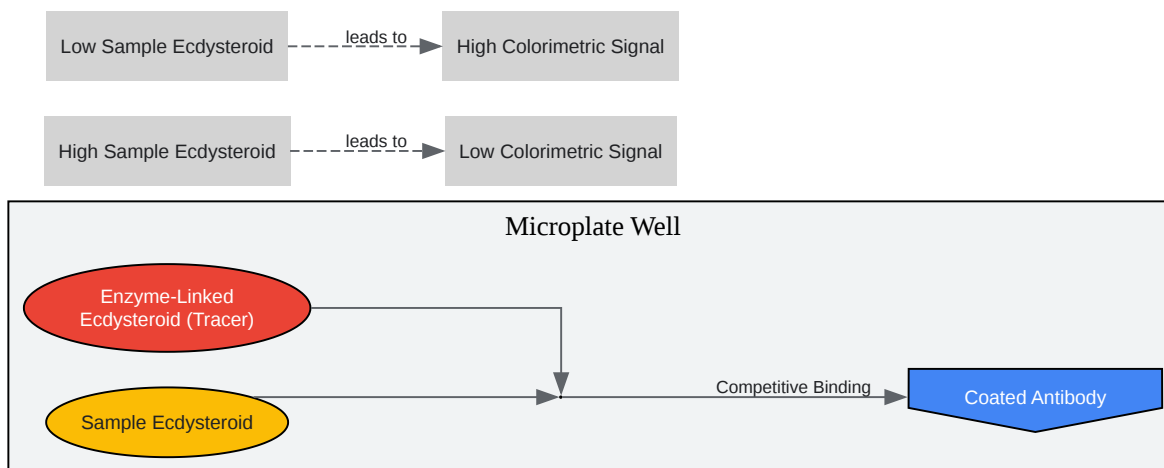 Low Sample Ecdysteroid
leads to
High Colorimetric Signal
High Sample Ecdysteroid
leads to
Low Colorimetric Signal
Microplate Well
Enzyme-Linked
Ecdysteroid (Tracer)
Sample Ecdysteroid
Competitive Binding
Coated Antibody